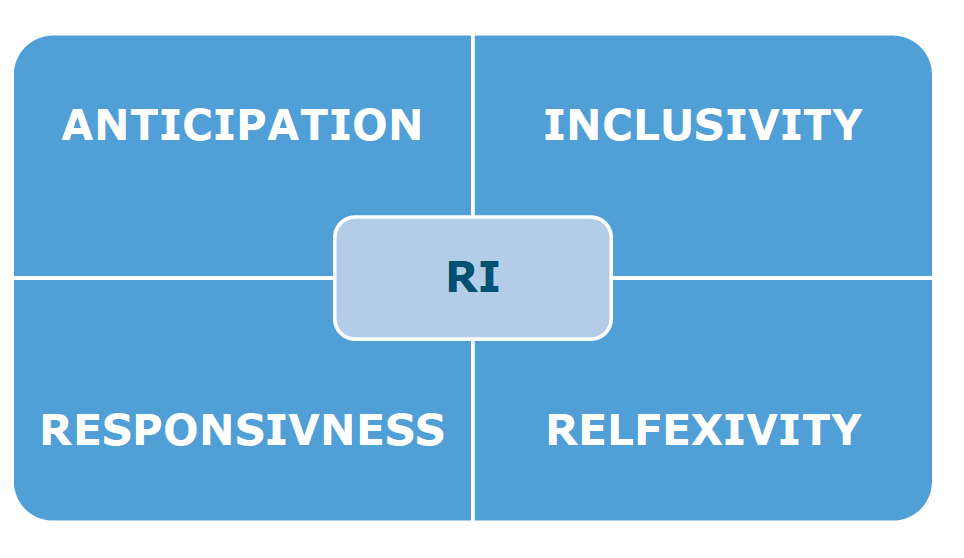 ANTICIPATION
INCLUSIVITY
RI
RESPONSIVNESS
RELFEXIVITY